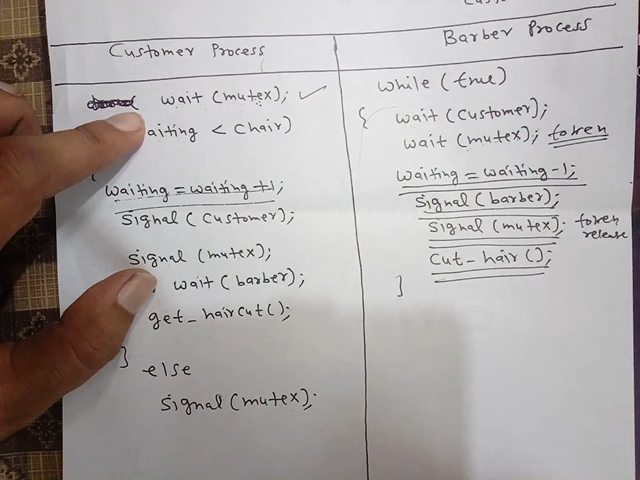 Customer Process
wait (mutex);
aiting < Chair)
{
waiting = waiting + 1;
Signal (Customer);
Signal (mutex);
wait (barber);
get_haircut();
}
else
Signal (mutex);
Barber Process
while (true)
{
wait (Customer);
wait (mutex); token
waiting = waiting - 1;
Signal (barber);
Signal (mutex); token
release
Cut_hair();
}